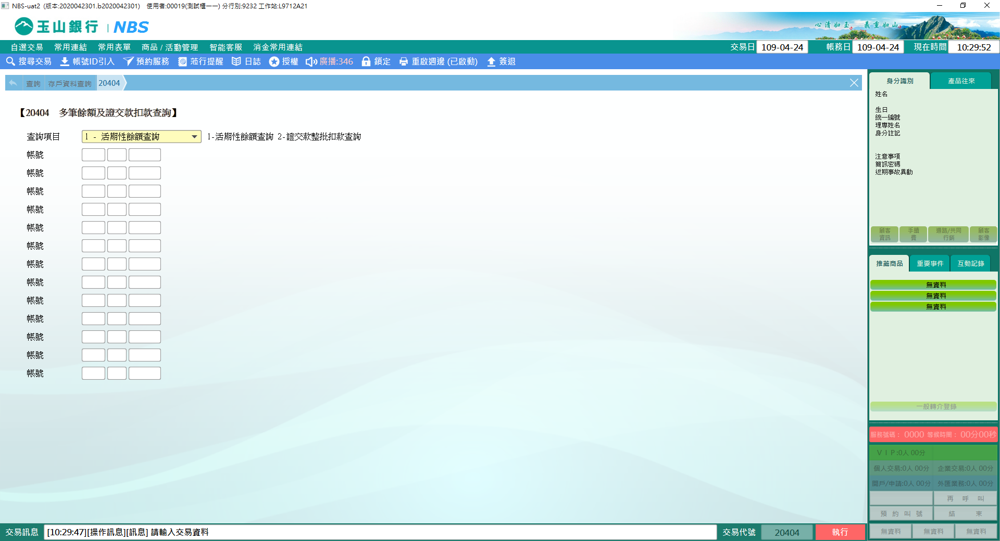 NBS-uat2 (版本:2020042301.b2020042301) 使用者:00019(測試櫃一一) 分行別:9232 工作站:L9712A21
玉山銀行 | NBS
心清如玉。 義重如山。
自選交易 常用連結 常用表單 商品 / 活動管理 智能客服 消金常用連結 交易日 109-04-24 帳務日 109-04-24 現在時間 10:29:52
搜尋交易 帳號ID引入 預約服務 蒞行提醒 日誌 授權 廣播:346 鎖定 重啟週邊 (已啟動) 簽退
查詢 存戶資料查詢 20404
【20404 多筆餘額及證交款扣款查詢】
查詢項目 1 - 活期性餘額查詢 1-活期性餘額查詢 2-證交款整批扣款查詢
帳號
帳號
帳號
帳號
帳號
帳號
帳號
帳號
帳號
帳號
帳號
帳號
帳號
身分識別 產品往來
姓名
生日
統一編號
理專姓名
身分註記
注意事項
簡訊密碼
近期事故異動
顧客資訊 手續費 通路/共同行銷 顧客影像
推薦商品 重要事件 互動記錄
無資料
無資料
無資料
一般轉介登錄
服務號碼： 0000 等候時間： 00分00秒
ＶＩＰ:0人 00分
個人交易:0人 00分 企業交易:0人 00分
開戶/申請:0人 00分 外匯業務:0人 00分
再 呼 叫
預 約 叫 號 結 束
無資料 無資料 無資料
交易訊息 [10:29:47][操作訊息][訊息] 請輸入交易資料 交易代號 20404 執行